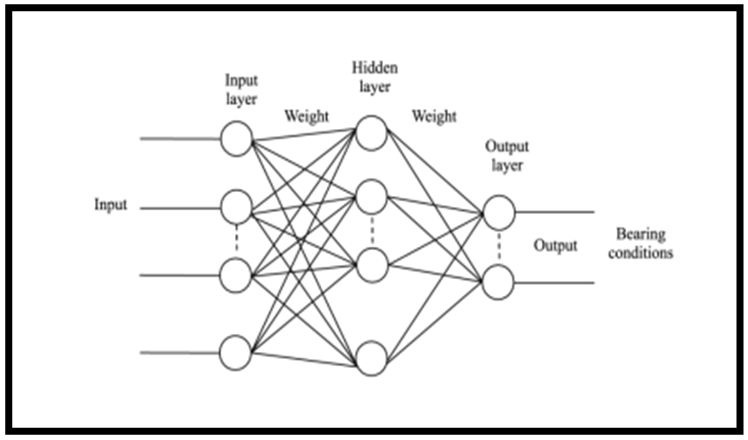 Hidden
layer
Input
layer
Weight
Weight
Output
layer
Input
Output
Bearing
conditions